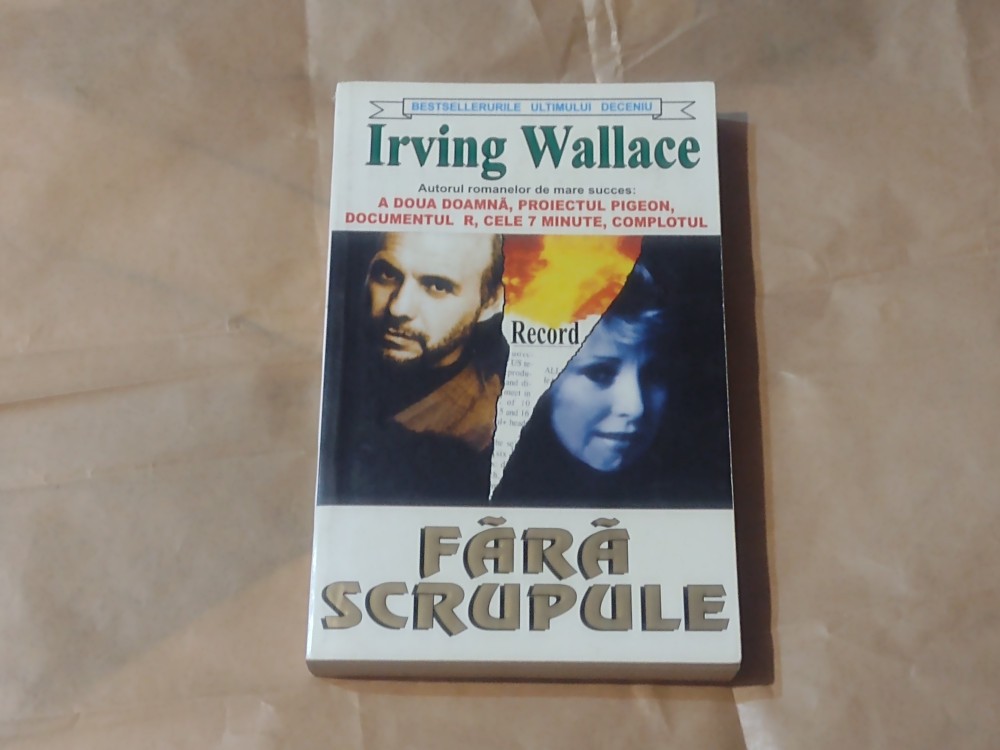 BESTSELLERURILE ULTIMULUI DECENIU
Irving Wallace
Autorul romanelor de mare succes:
A DOUA DOAMNĂ, PROIECTUL PIGEON,
DOCUMENTUL R, CELE 7 MINUTE, COMPLOTUL
Record
FĂRĂ
SCRUPULE